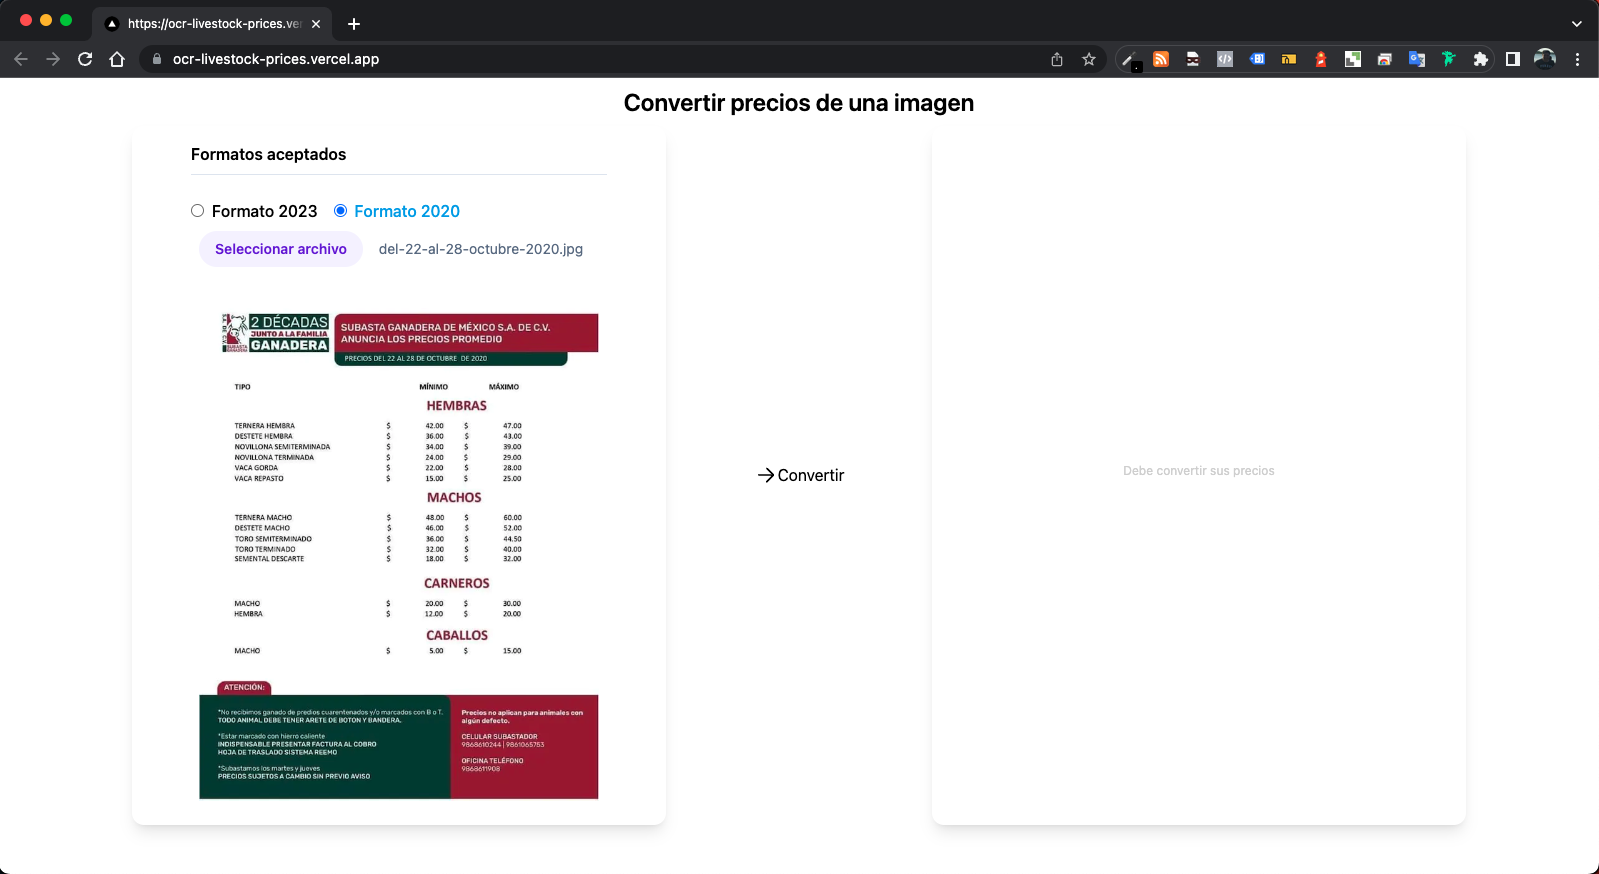 https://ocr-livestock-prices.ver
ocr-livestock-prices.vercel.app
Convertir precios de una imagen
Formatos aceptados
Formato 2023 Formato 2020
Seleccionar archivo del-22-al-28-octubre-2020.jpg
2 DÉCADAS
JUNTO A LA FAMILIA
GANADERA
SUBASTA GANADERA
SUBASTA GANADERA DE MÉXICO S.A. DE C.V.
ANUNCIA LOS PRECIOS PROMEDIO
PRECIOS DEL 22 AL 28 DE OCTUBRE DE 2020
TIPO MÍNIMO MÁXIMO
HEMBRAS
TERNERA HEMBRA $ 42.00 $ 47.00
DESTETE HEMBRA $ 36.00 $ 43.00
NOVILLONA SEMITERMINADA $ 34.00 $ 39.00
NOVILLONA TERMINADA $ 24.00 $ 29.00
VACA GORDA $ 22.00 $ 28.00
VACA REPASTO $ 15.00 $ 25.00
MACHOS
TERNERA MACHO $ 48.00 $ 60.00
DESTETE MACHO $ 46.00 $ 52.00
TORO SEMITERMINADO $ 36.00 $ 44.50
TORO TERMINADO $ 32.00 $ 40.00
SEMENTAL DESCARTE $ 18.00 $ 32.00
CARNEROS
MACHO $ 20.00 $ 30.00
HEMBRA $ 12.00 $ 20.00
CABALLOS
MACHO $ 5.00 $ 15.00
ATENCIÓN:
*No recibimos ganado de predios cuarentenados y/o marcados con B o T.
TODO ANIMAL DEBE TENER ARETE DE BOTON Y BANDERA.
*Estar marcado con hierro caliente
INDISPENSABLE PRESENTAR FACTURA AL COBRO
HOJA DE TRASLADO SISTEMA REEMO
*Subastamos los martes y jueves
PRECIOS SUJETOS A CAMBIO SIN PREVIO AVISO
Precios no aplican para animales con
algún defecto.
CELULAR SUBASTADOR
9868610244 | 9861065753
OFICINA TELÉFONO
9868611908
Convertir
Debe convertir sus precios